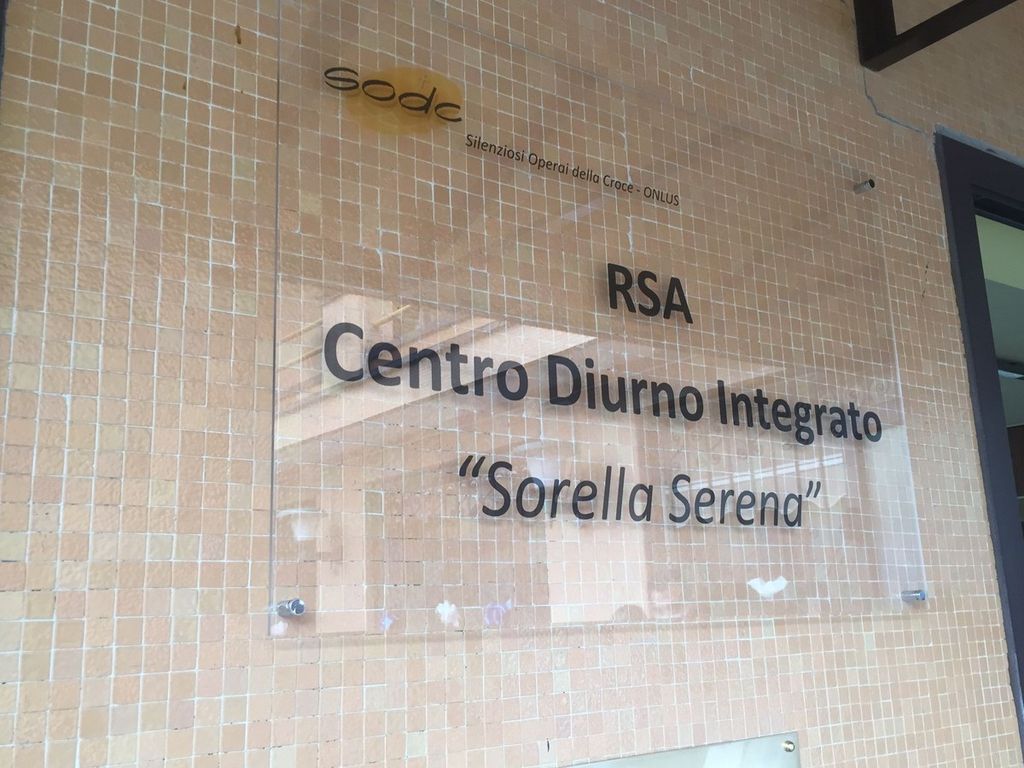 sodc
Silenziosi Operai della Croce - ONLUS
RSA
Centro Diurno Integrato
“Sorella Serena”